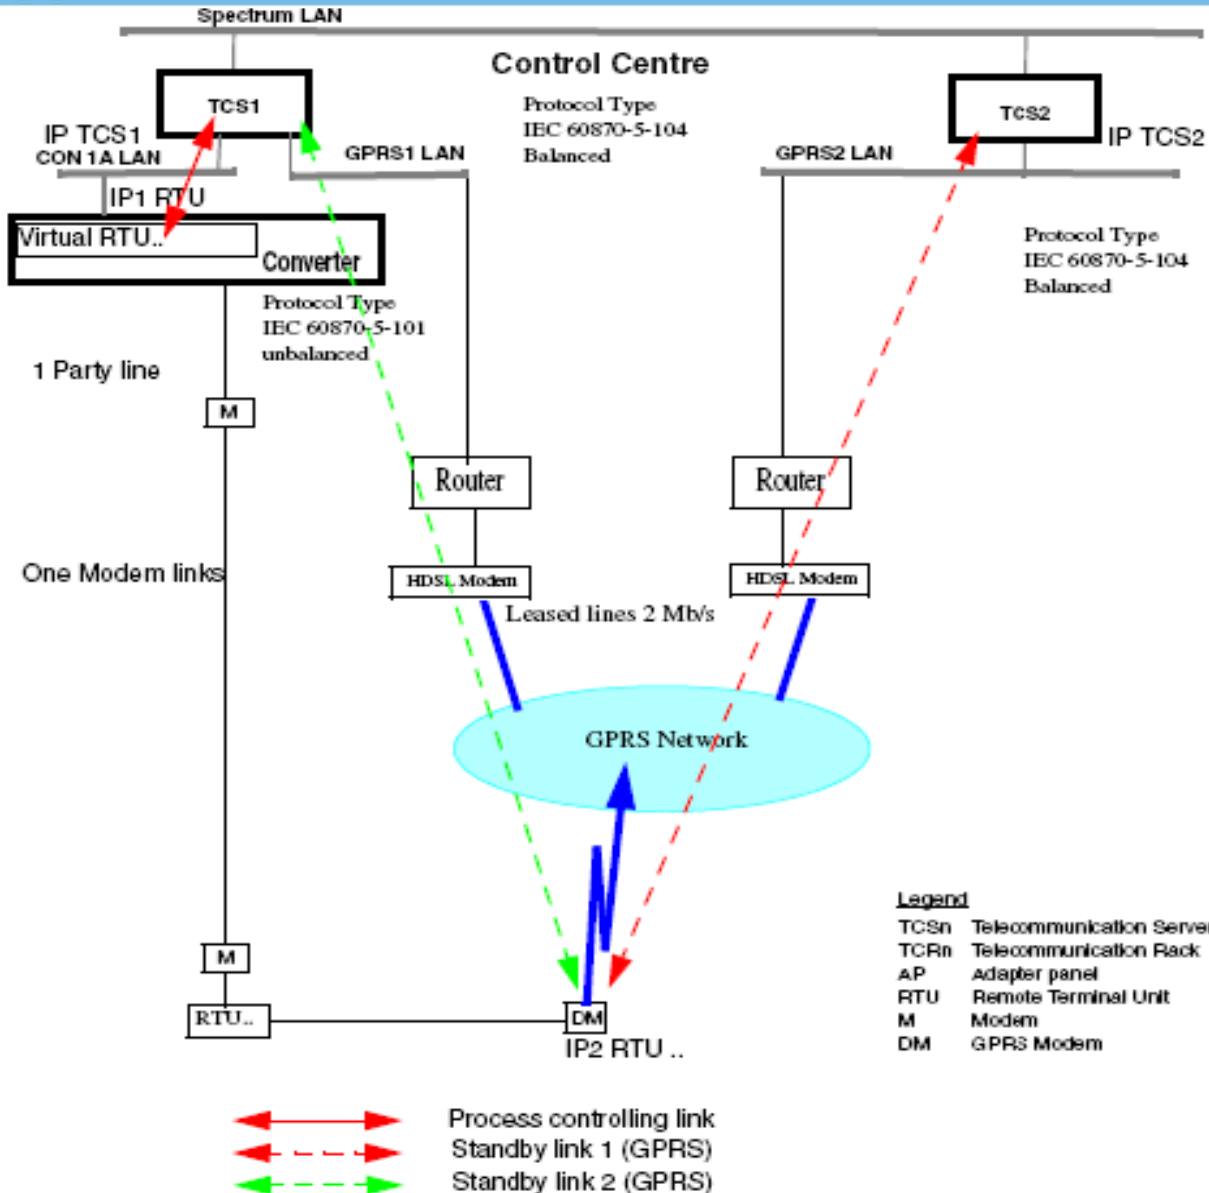 Spectrum LAN
Control Centre
TCS1
Protocol Type
IEC 60870-5-104
Balanced
TCS2
IP TCS1
IP TCS2
CON 1A LAN
GPRS1 LAN
GPRS2 LAN
IP1 RTU
Virtual RTU..
Converter
Protocol Type
IEC 60870-5-104
Balanced
Protocol Type
IEC 60870-5-101
unbalanced
1 Party line
M
Router
Router
One Modem links
HDSL Modem
HDSL Modem
Leased lines 2 Mb/s
GPRS Network
M
RTU..
DM
IP2 RTU ..
Legend
TCSn Telecommunication Server
TCRn Telecommunication Rack
AP Adapter panel
RTU Remote Terminal Unit
M Modem
DM GPRS Modem
Process controlling link
Standby link 1 (GPRS)
Standby link 2 (GPRS)